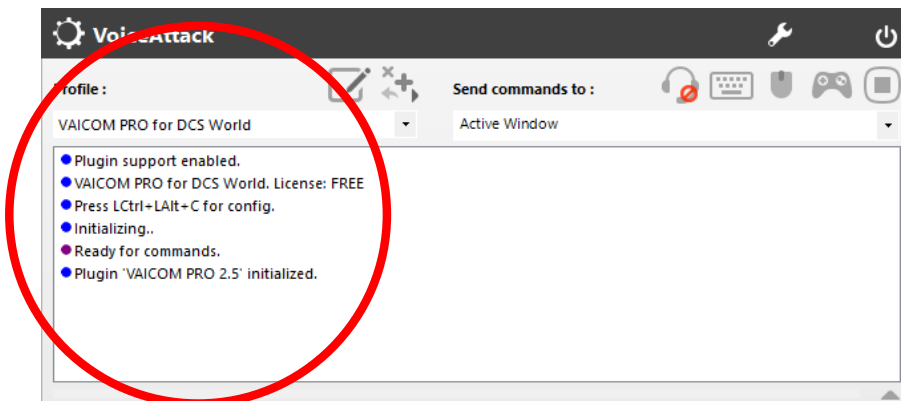 VoiceAttack
Profile :
Send commands to :
VAICOM PRO for DCS World
Active Window
Plugin support enabled.
VAICOM PRO for DCS World. License: FREE
Press LCtrl+LAlt+C for config.
Initializing..
Ready for commands.
Plugin 'VAICOM PRO 2.5' initialized.